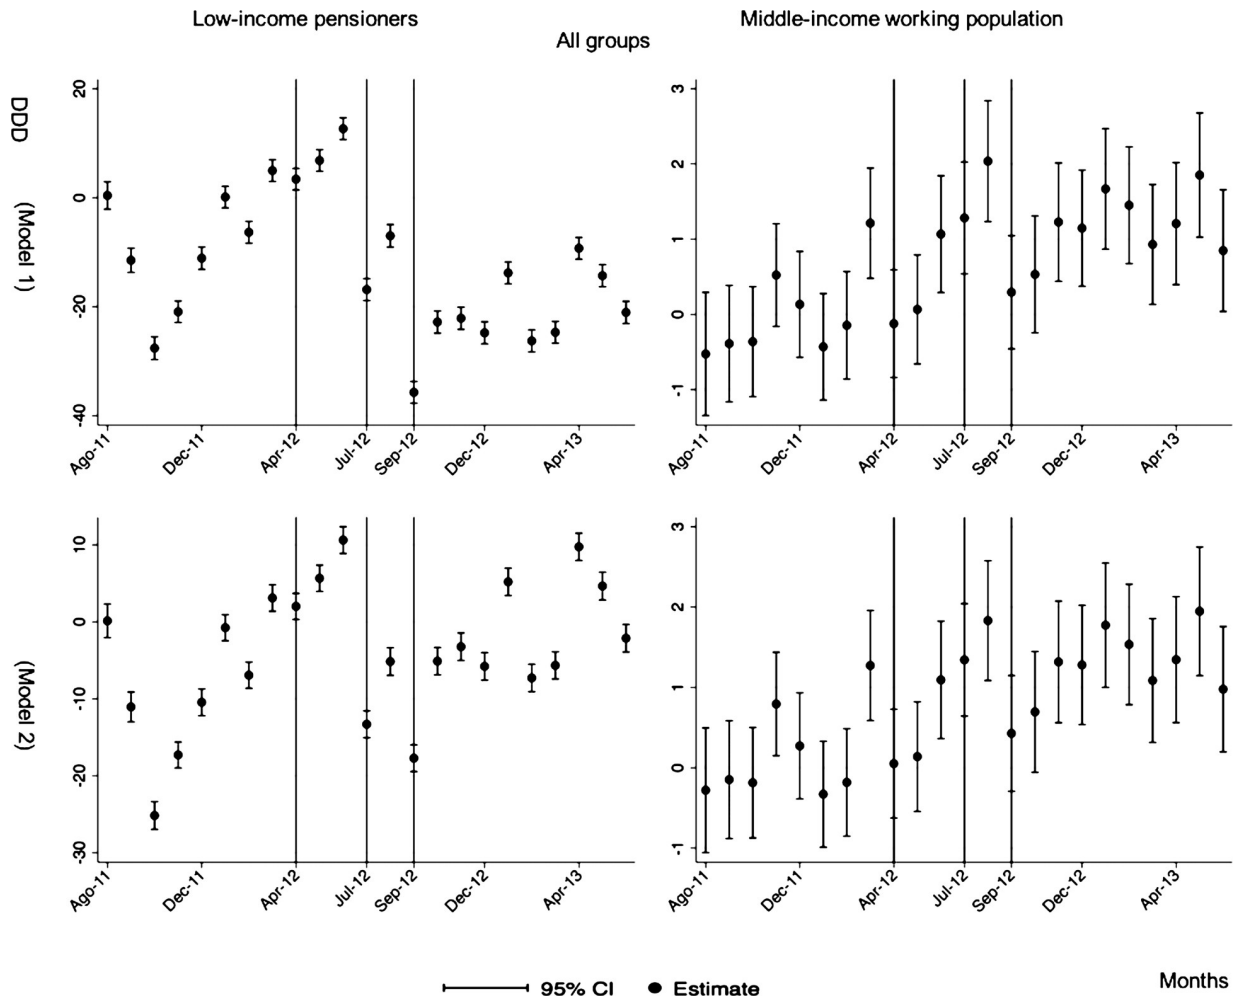 Low-income pensioners
Middle-income working population
All groups
DDD (Model 1)
20
0
-20
-40
Ago-11
Dec-11
Apr-12
Jul-12
Sep-12
Dec-12
Apr-13
3
2
1
0
-1
Ago-11
Dec-11
Apr-12
Jul-12
Sep-12
Dec-12
Apr-13
(Model 2)
10
0
-10
-20
-30
Ago-11
Dec-11
Apr-12
Jul-12
Sep-12
Dec-12
Apr-13
3
2
1
0
-1
Ago-11
Dec-11
Apr-12
Jul-12
Sep-12
Dec-12
Apr-13
95% CI
Estimate
Months